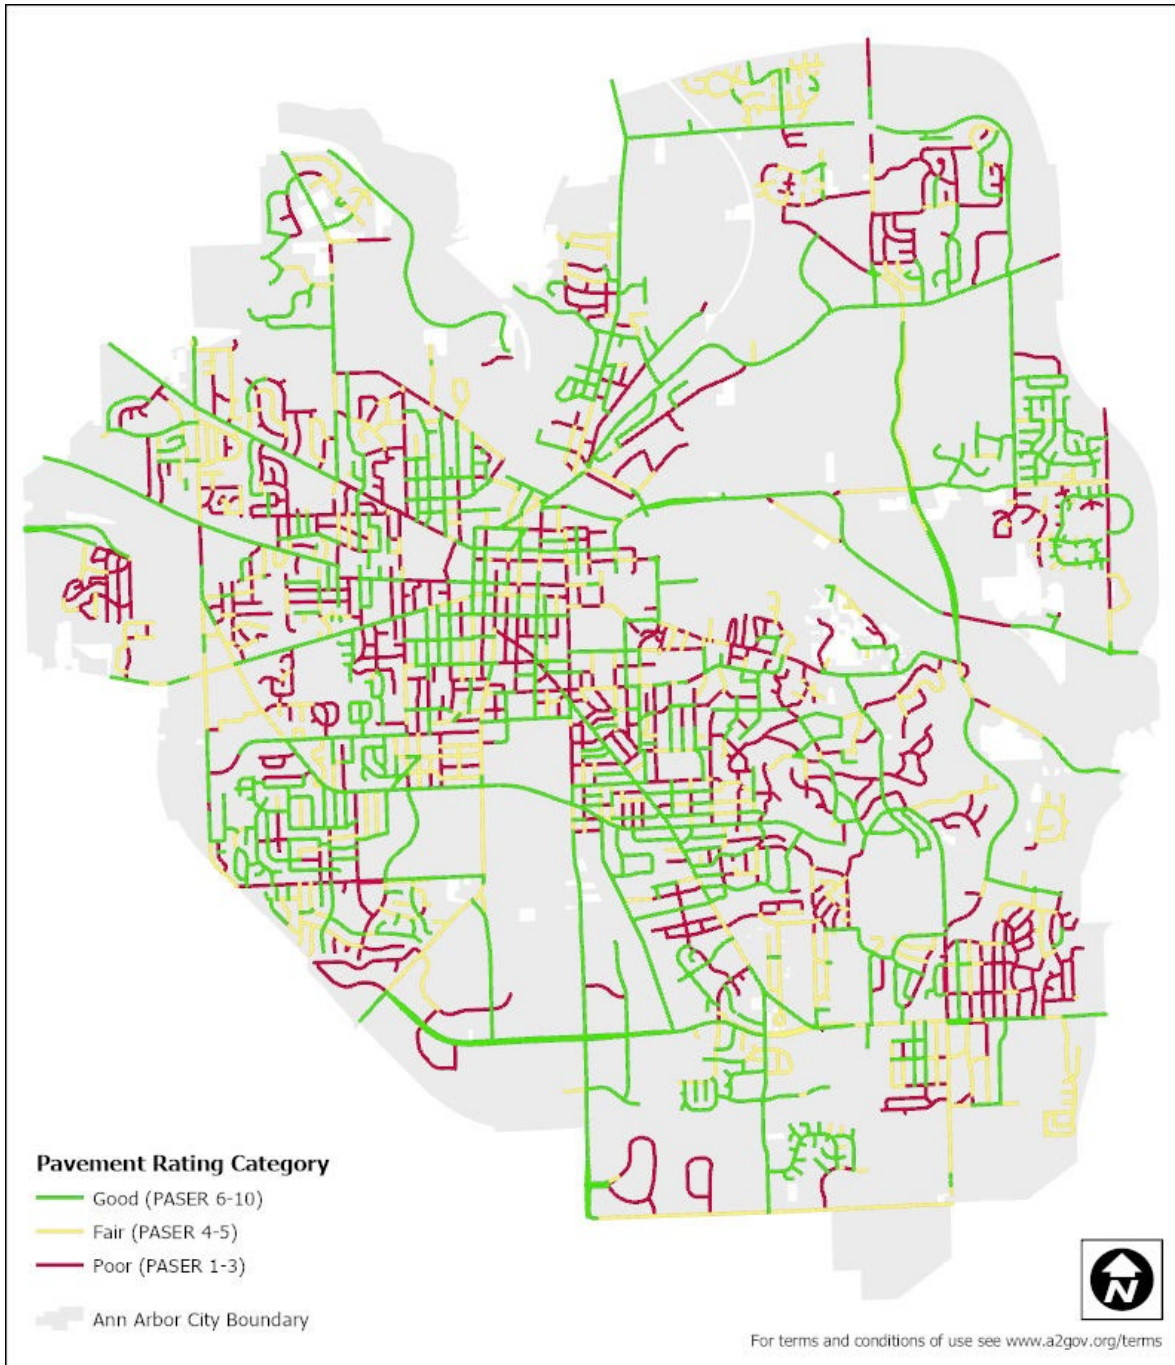 Pavement Rating Category
Good (PASER 6-10)
Fair (PASER 4-5)
Poor (PASER 1-3)
Ann Arbor City Boundary
N
For terms and conditions of use see www.a2gov.org/terms